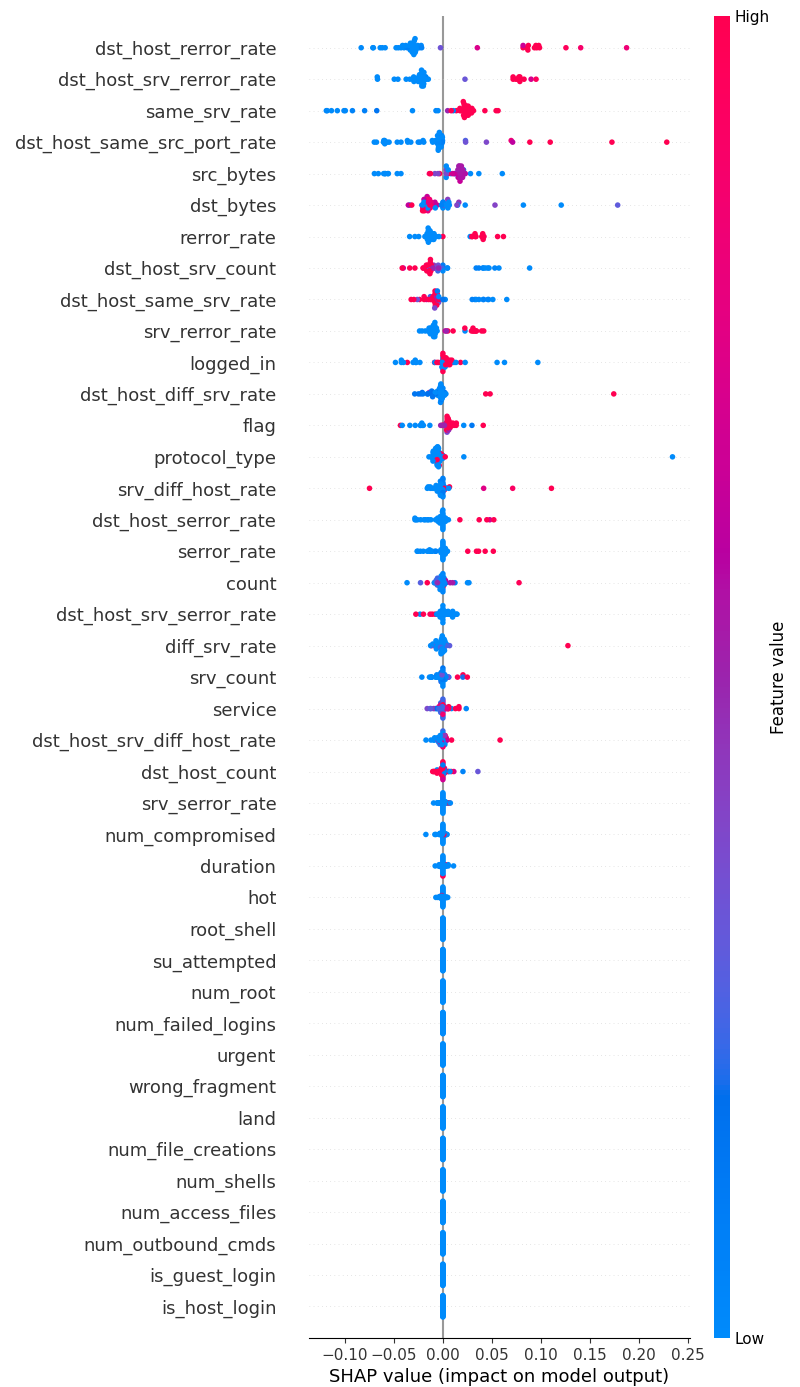 High
dst_host_rerror_rate
dst_host_srv_rerror_rate
same_srv_rate
dst_host_same_src_port_rate
src_bytes
dst_bytes
rerror_rate
dst_host_srv_count
dst_host_same_srv_rate
srv_rerror_rate
logged_in
dst_host_diff_srv_rate
flag
protocol_type
srv_diff_host_rate
dst_host_serror_rate
serror_rate
count
dst_host_srv_serror_rate
diff_srv_rate
srv_count
service
dst_host_srv_diff_host_rate
dst_host_count
srv_serror_rate
num_compromised
duration
hot
root_shell
su_attempted
num_root
num_failed_logins
urgent
wrong_fragment
land
num_file_creations
num_shells
num_access_files
num_outbound_cmds
is_guest_login
is_host_login
Feature value
Low
−0.10 −0.05 0.00 0.05 0.10 0.15 0.20 0.25
SHAP value (impact on model output)